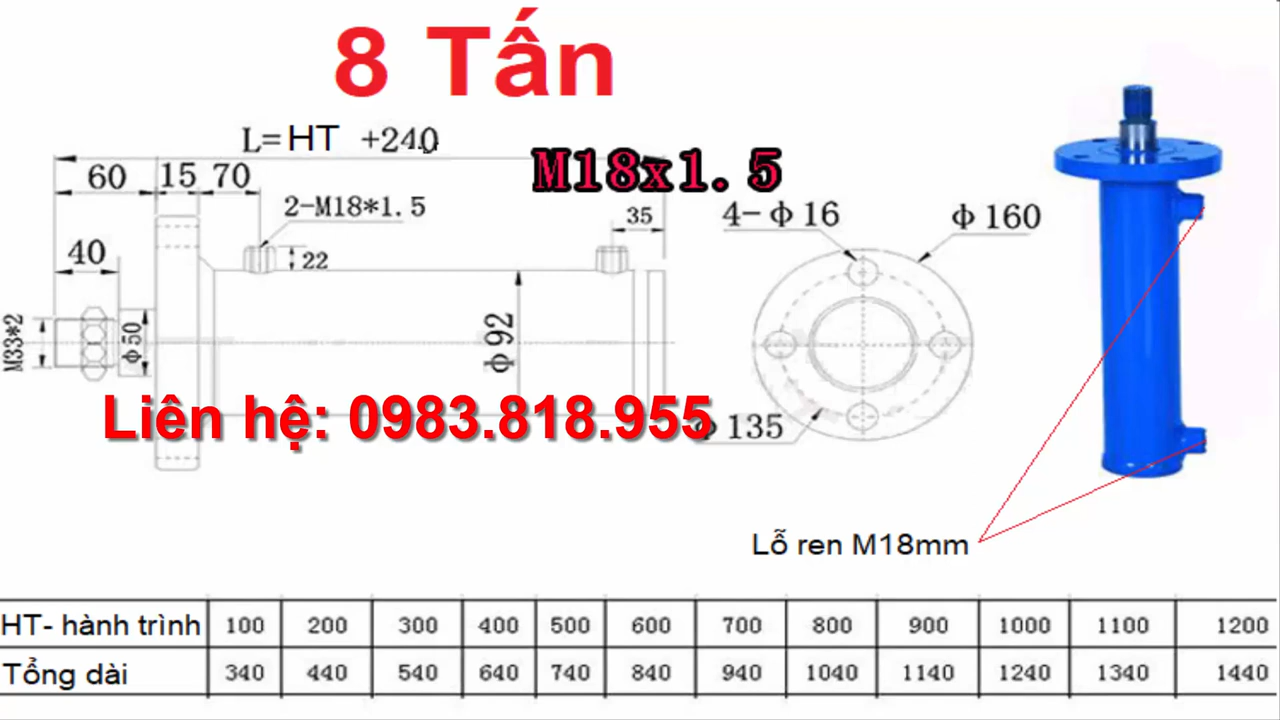 8 Tấn
L= HT +240
M18x1.5
60 15 70
2-M18*1.5
35
4-Φ16
Φ160
40
22
M33*2
Φ50
Φ92
Liên hệ: 0983.818.955
Φ135
Lỗ ren M18mm
HT- hành trình 100 200 300 400 500 600 700 800 900 1000 1100 1200
Tổng dài 340 440 540 640 740 840 940 1040 1140 1240 1340 1440